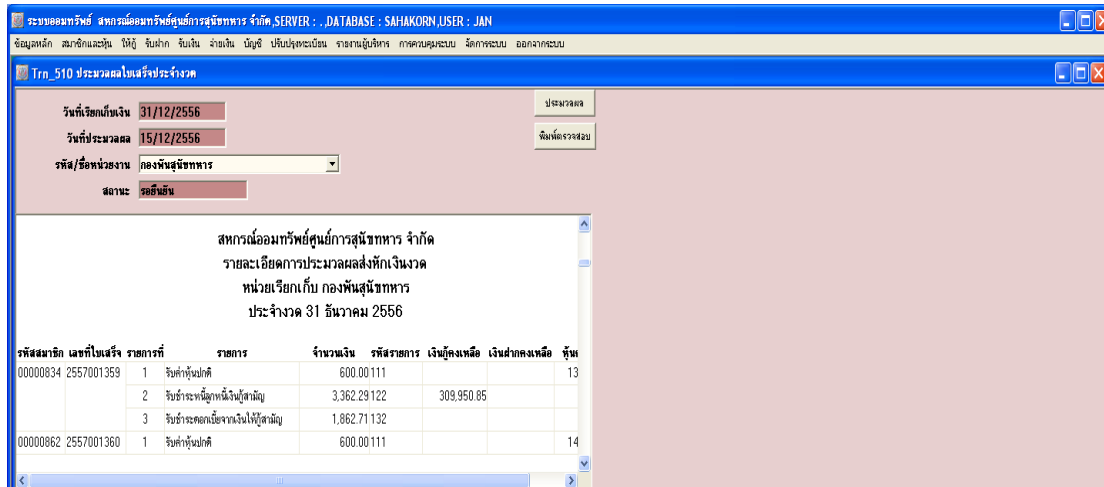 ระบบออมทรัพย์ สหกรณ์ออมทรัพย์ศูนย์การสุนัขทหาร จำกัด,SERVER : . ,DATABASE : SAHAKORN,USER : JAN
ข้อมูลหลัก สมาชิกและหุ้น ให้กู้ รับฝาก รับเงิน จ่ายเงิน บัญชี ปรับปรุงทะเบียน รายงานผู้บริหาร การควบคุมระบบ จัดการระบบ ออกจากระบบ
Trn_510 ประมวลผลใบเสร็จประจำงวด
วันที่เรียกเก็บเงิน 31/12/2556 ประมวลผล
วันที่ประมวลผล 15/12/2556 พิมพ์ตรวจสอบ
รหัส/ชื่อหน่วยงาน กองพันสุนัขทหาร
สถานะ รอยืนยัน
สหกรณ์ออมทรัพย์ศูนย์การสุนัขทหาร จำกัด
รายละเอียดการประมวลผลส่งหักเงินงวด
หน่วยเรียกเก็บ กองพันสุนัขทหาร
ประจำงวด 31 ธันวาคม 2556
รหัสสมาชิก เลขที่ใบเสร็จ รายการที่ รายการ จำนวนเงิน รหัสรายการ เงินกู้คงเหลือ เงินฝากคงเหลือ
00000834 2557001359 1 รับค่าหุ้นปกติ 600.00 111 13
2 รับชำระหนี้ลูกหนี้เงินกู้สามัญ 3,362.29 122 309,950.85
3 รับชำระดอกเบี้ยจากเงินให้กู้สามัญ 1,862.71 132
00000862 2557001360 1 รับค่าหุ้นปกติ 600.00 111 14